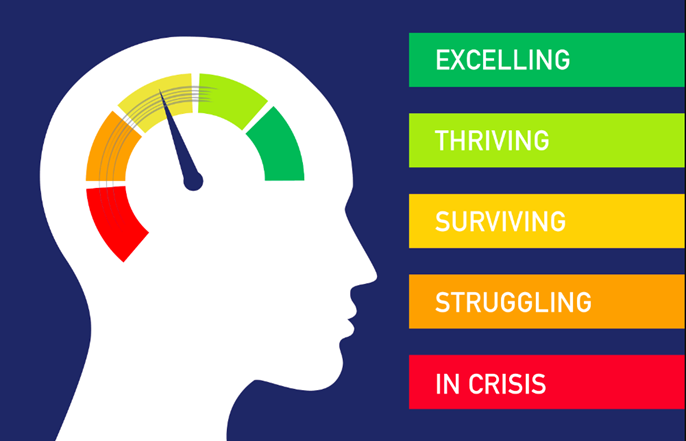 EXCELLING
THRIVING
SURVIVING
STRUGGLING
IN CRISIS